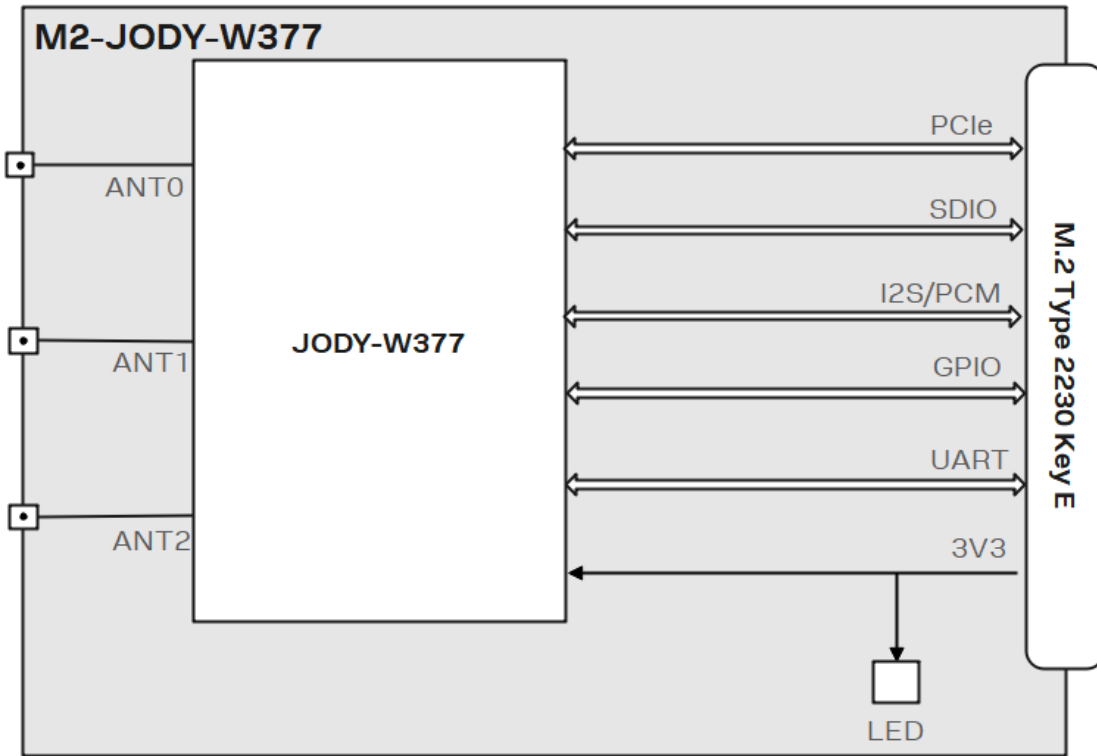 M2-JODY-W377
ANT0
ANT1
ANT2
JODY-W377
PCIe
SDIO
I2S/PCM
GPIO
UART
3V3
LED
M.2 Type 2230 Key E